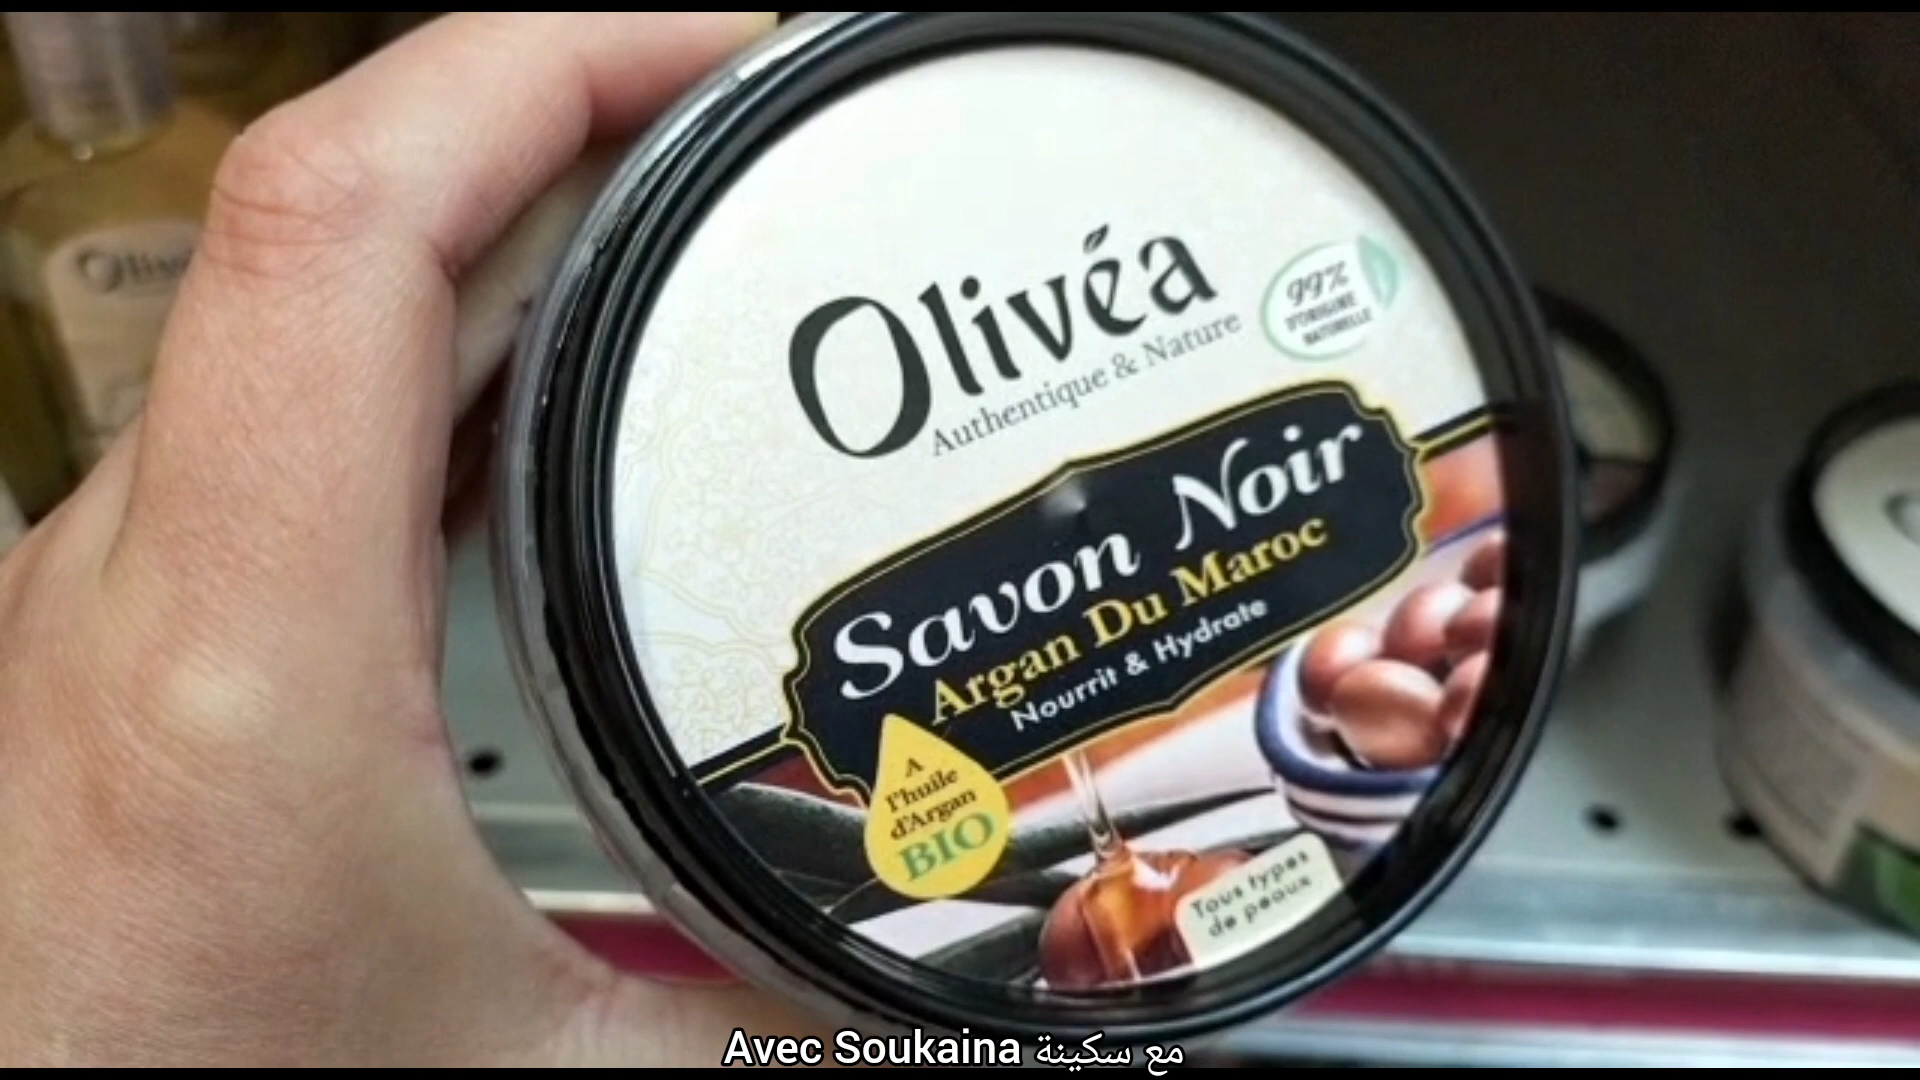 Olivéa
Authentique & Nature
99%
D'ORIGINE
NATURELLE
Savon Noir
Argan Du Maroc
Nourrit & Hydrate
A
l'huile
d'Argan
BIO
Tous types
de peaux
Avec Soukaina مع سكينة